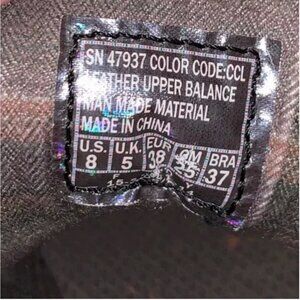 SN 47937 COLOR CODE:CCL
LEATHER UPPER BALANCE
MAN MADE MATERIAL
MADE IN CHINA
U.S. U.K. EUR CM BRA
8 5 38 25 37